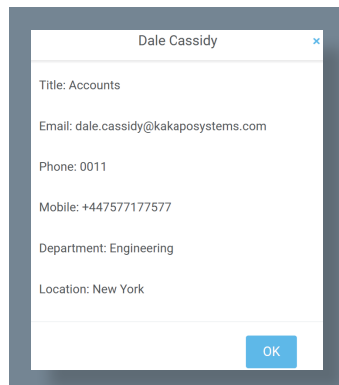 Dale Cassidy
×
Title: Accounts
Email: dale.cassidy@kakaposystems.com
Phone: 0011
Mobile: +447577177577
Department: Engineering
Location: New York
OK